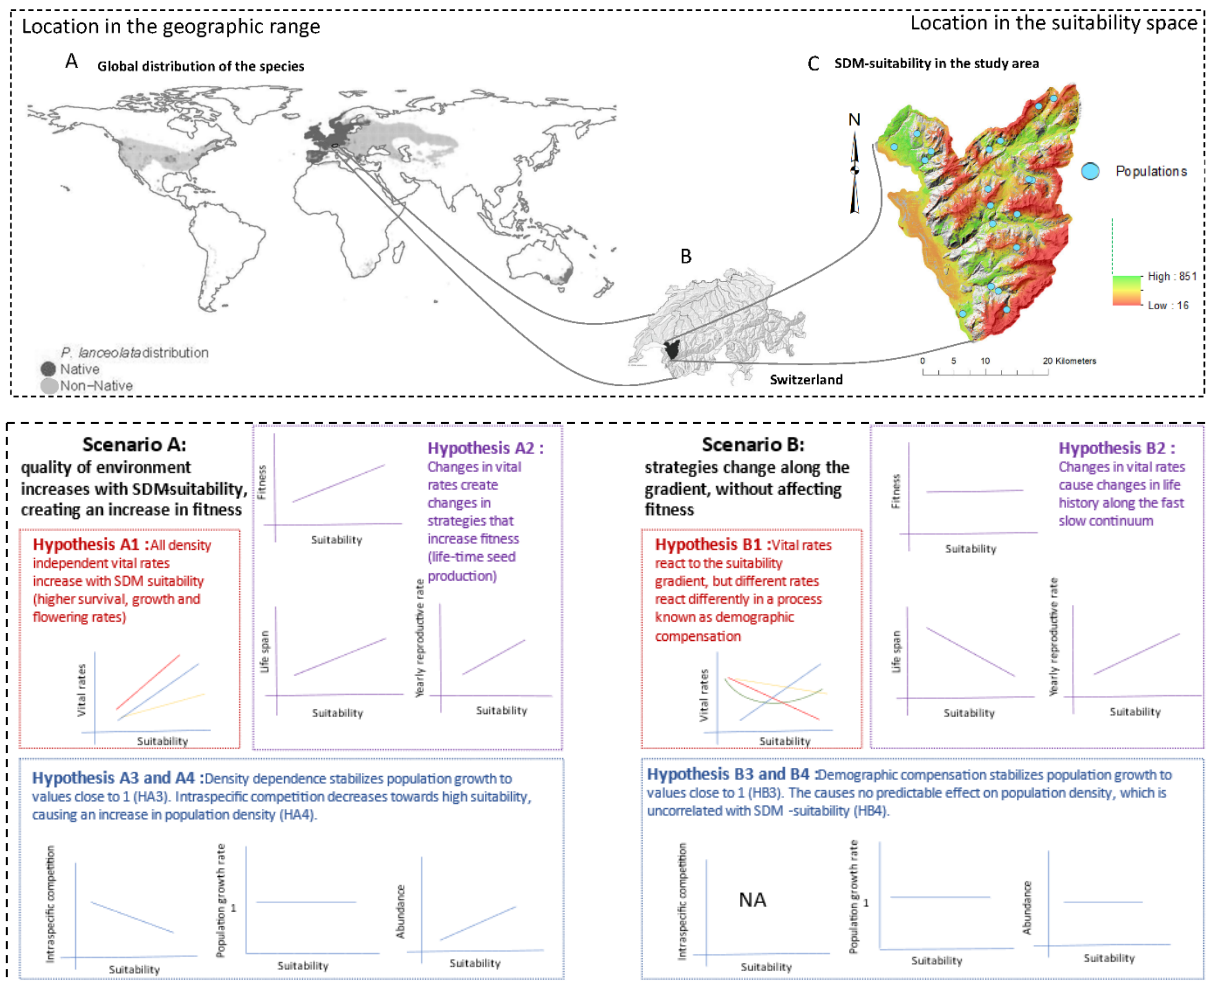 Location in the geographic range
Location in the suitability space
A
Global distribution of the species
C
SDM-suitability in the study area
N
Populations
High : 851
Low : 16
B
P. lanceolata distribution
Native
Non-Native
Switzerland
0 5 10 20 Kilometers
Scenario A:
quality of environment
increases with SDM-suitability,
creating an increase in fitness
Hypothesis A1 : All density
independent vital rates
increase with SDM suitability
(higher survival, growth and
flowering rates)
Vital rates
Suitability
Fitness
Suitability
Hypothesis A2 :
Changes in vital
rates create
changes in
strategies that
increase fitness
(life-time seed
production)
Life span
Suitability
Yearly reproductive rate
Suitability
Hypothesis A3 and A4 : Density dependence stabilizes population growth to
values close to 1 (HA3). Intraspecific competition decreases towards high suitability,
causing an increase in population density (HA4).
Intraspecific competition
Suitability
Population growth rate
1
Suitability
Abundance
Suitability
Scenario B:
strategies change along the
gradient, without affecting
fitness
Hypothesis B1 : Vital rates
react to the suitability
gradient, but different rates
react differently in a process
known as demographic
compensation
Vital rates
Suitability
Fitness
Suitability
Hypothesis B2 :
Changes in vital rates
cause changes in life
history along the fast
slow continuum
Life span
Suitability
Yearly reproductive rate
Suitability
Hypothesis B3 and B4 : Demographic compensation stabilizes population growth to
values close to 1 (HB3). The causes no predictable effect on population density, which is
uncorrelated with SDM -suitability (HB4).
Intraspecific competition
NA
Suitability
Population growth rate
1
Suitability
Abundance
Suitability